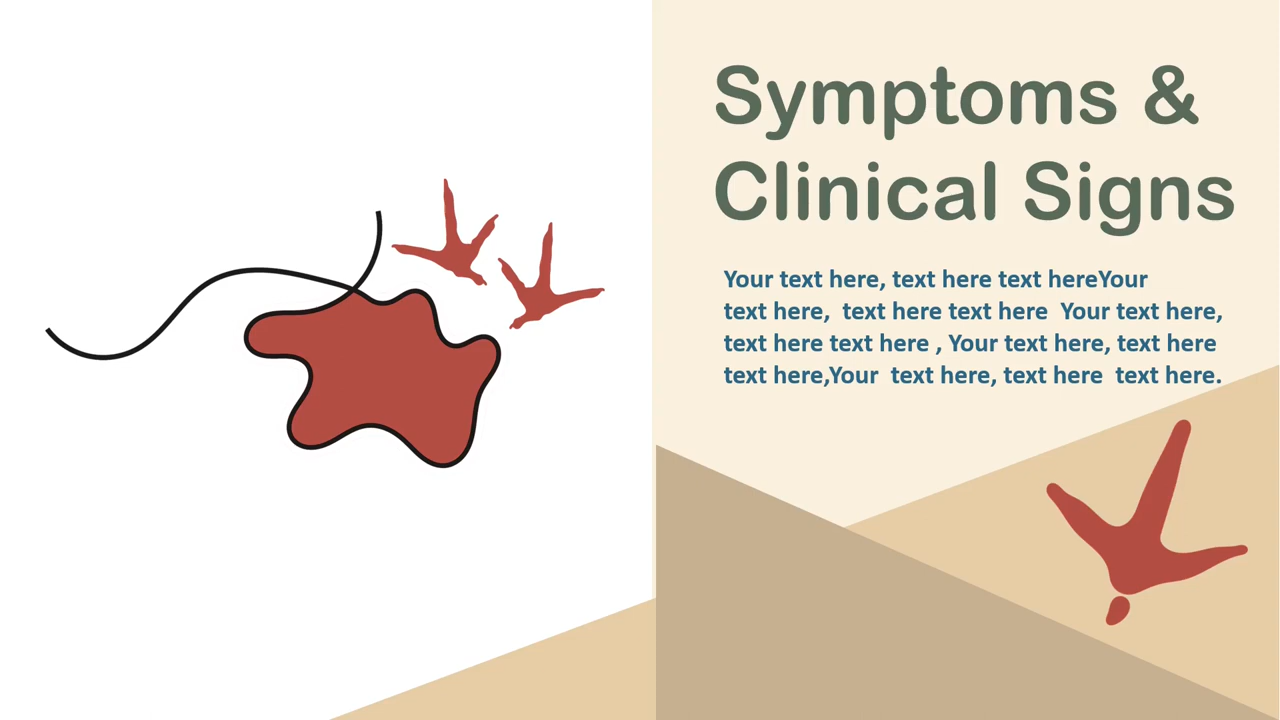 Symptoms &
Clinical Signs
Your text here, text here text hereYour
text here,  text here text here  Your text here,
text here text here , Your text here, text here
text here,Your  text here, text here  text here.